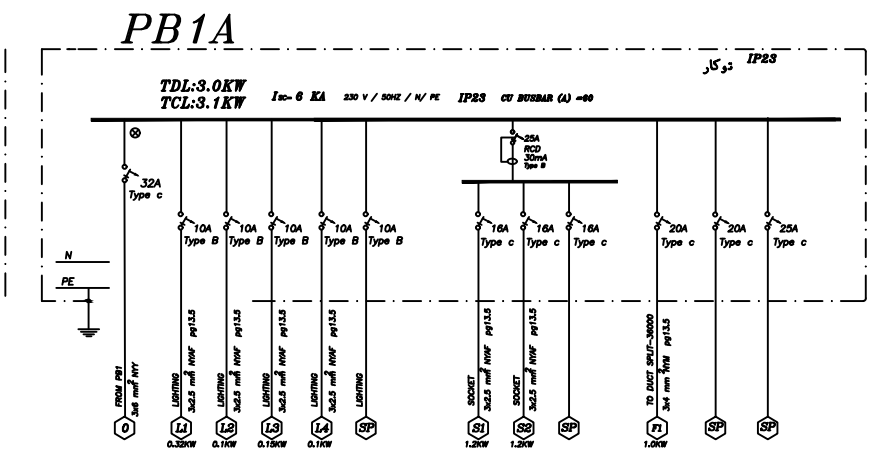 PB1A
توکار IP23
TDL:3.0KW
TCL:3.1KW
Isc= 6 KA 230 V / 50HZ / N/ PE IP23 CU BUSBAR (A) =60
25A
RCD
30mA
Type B
32A
Type c
10A
Type B
10A
Type B
10A
Type B
10A
Type B
10A
Type B
16A
Type c
16A
Type c
16A
Type c
20A
Type c
20A
Type c
25A
Type c
N
PE
FROM PB1
3x6 mm2 NYY
LIGHTING
3x2.5 mm2 NYAF pg13.5
LIGHTING
3x2.5 mm2 NYAF pg13.5
LIGHTING
3x2.5 mm2 NYAF pg13.5
LIGHTING
3x2.5 mm2 NYAF pg13.5
LIGHTING
SOCKET
3x2.5 mm2 NYAF pg13.5
SOCKET
3x2.5 mm2 NYAF pg13.5
TO DUCT SPLIT-36000
3x4 mm2 NYM pg13.5
0 L1 L2 L3 L4 SP S1 S2 SP F1 SP SP
0.32KW 0.1KW 0.15KW 0.1KW 1.2KW 1.2KW 1.0KW